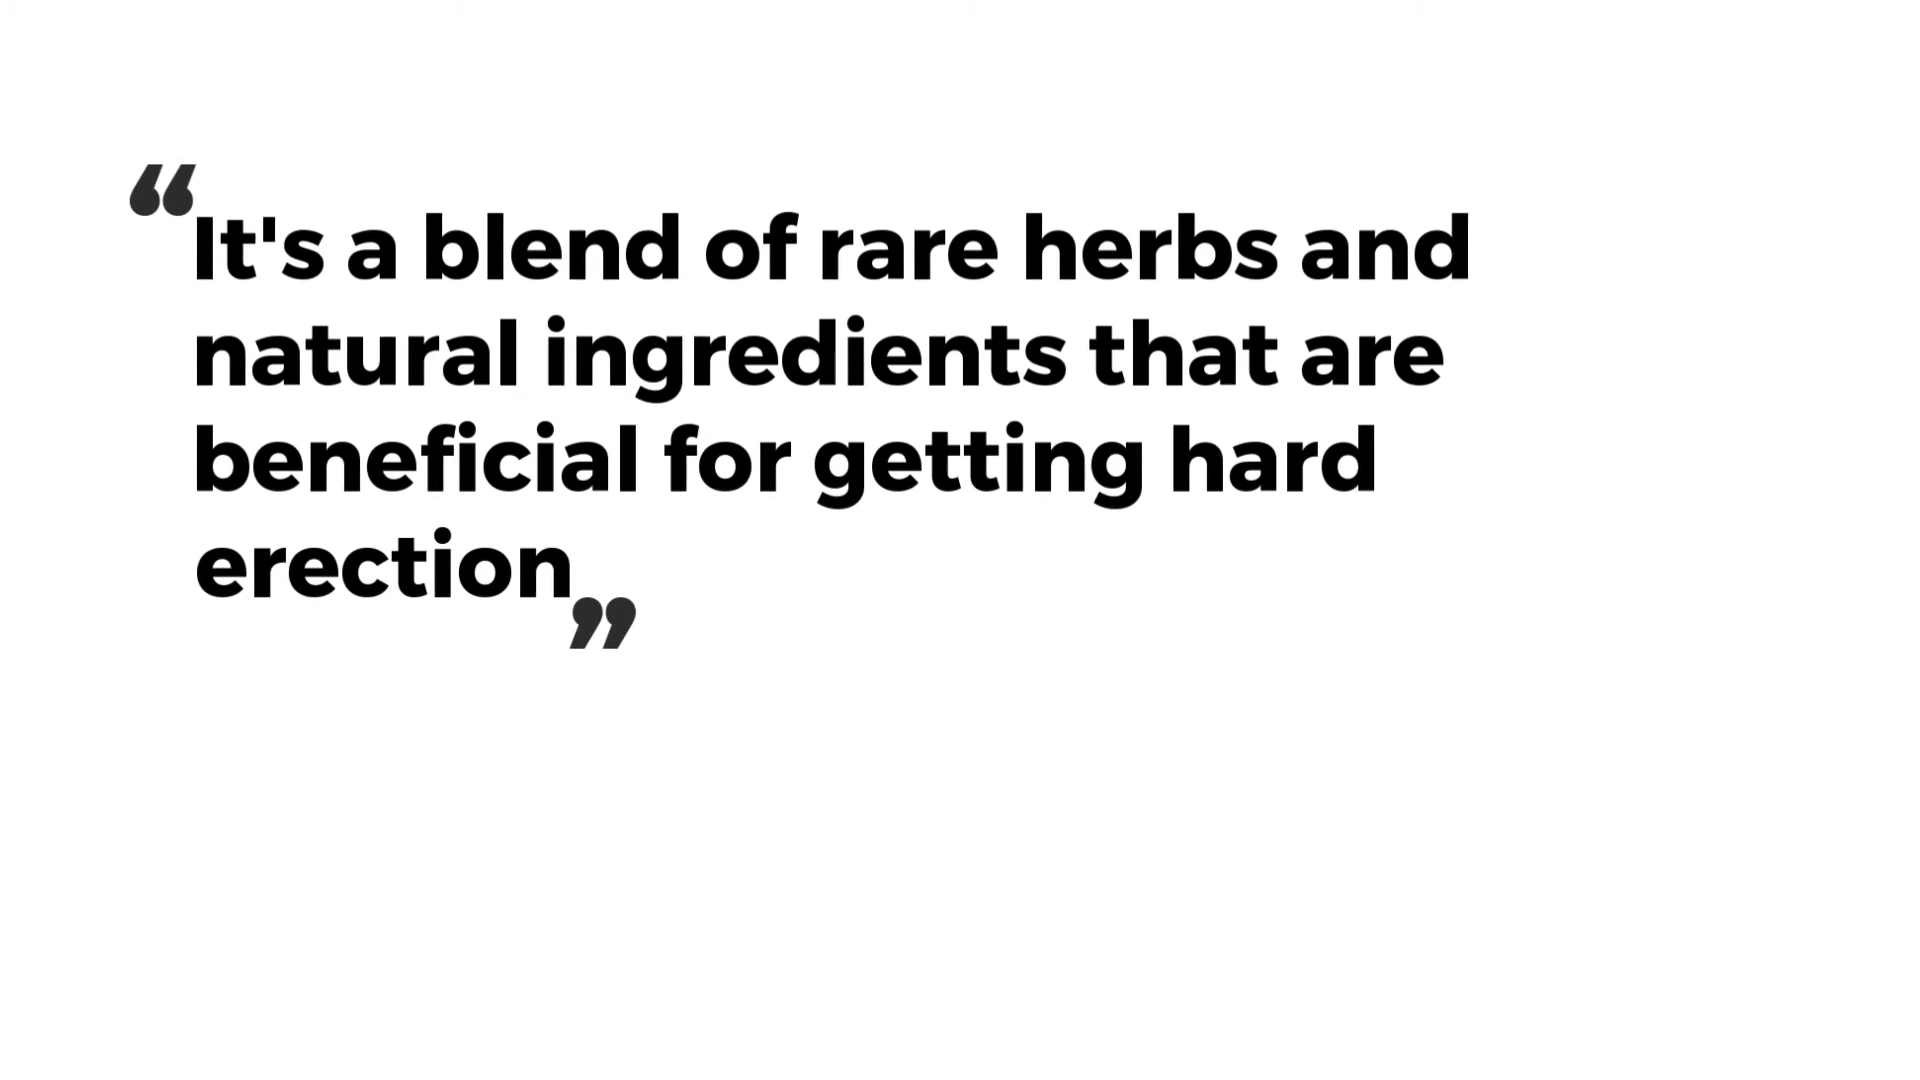 “It's a blend of rare herbs and
natural ingredients that are
beneficial for getting hard
erection”